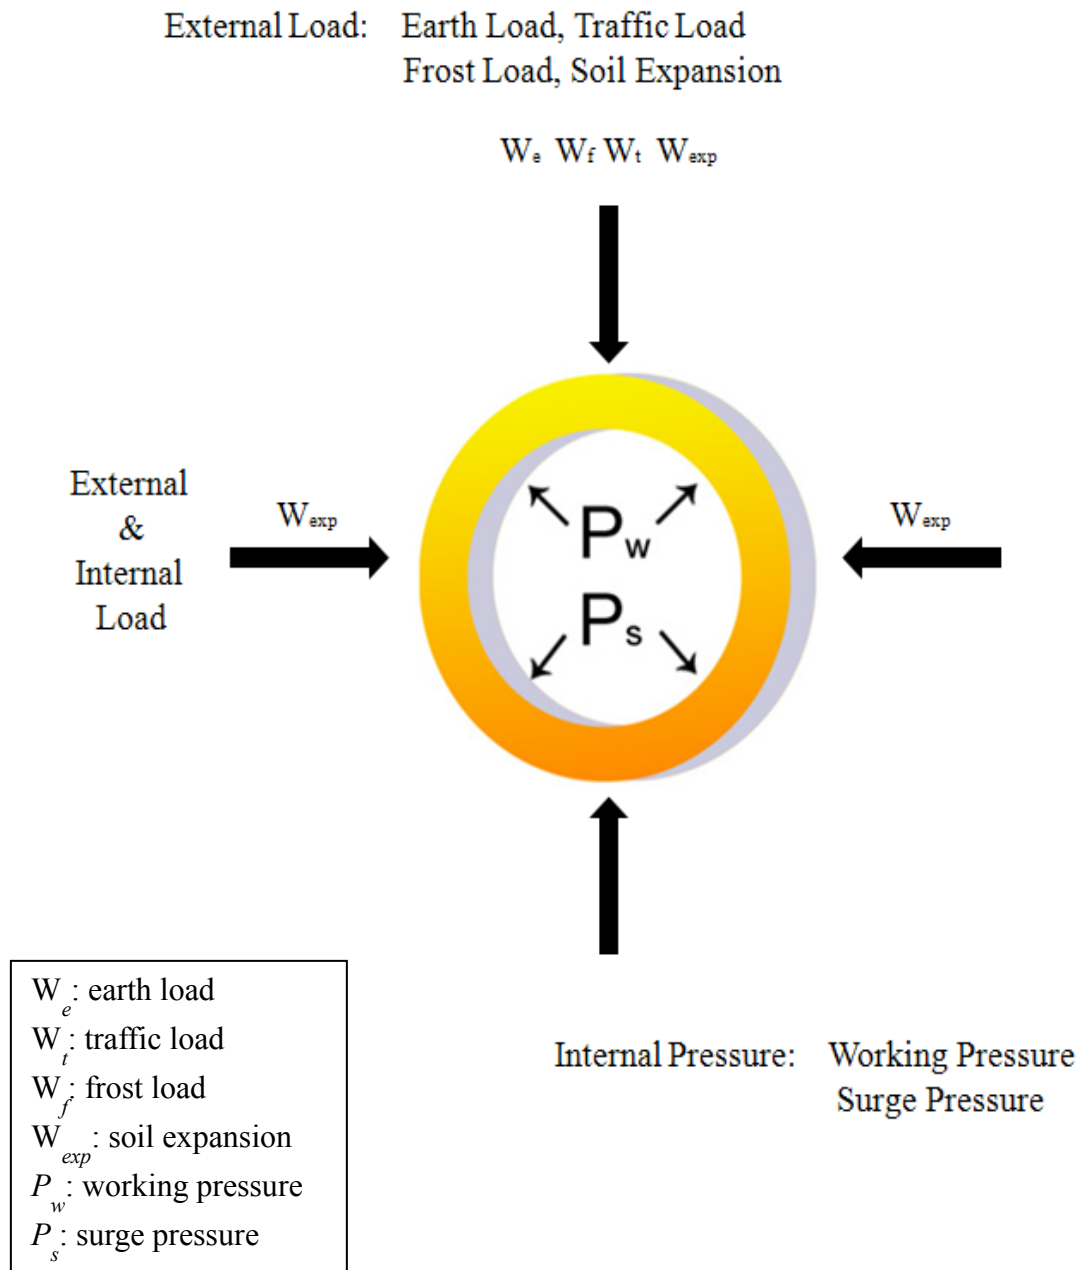 External Load: Earth Load, Traffic Load
Frost Load, Soil Expansion
We Wf Wt Wexp
External
&
Internal
Load
Wexp
Wexp
Pw
Ps
We: earth load
Wt: traffic load
Wf: frost load
Wexp: soil expansion
Pw: working pressure
Ps: surge pressure
Internal Pressure: Working Pressure
Surge Pressure